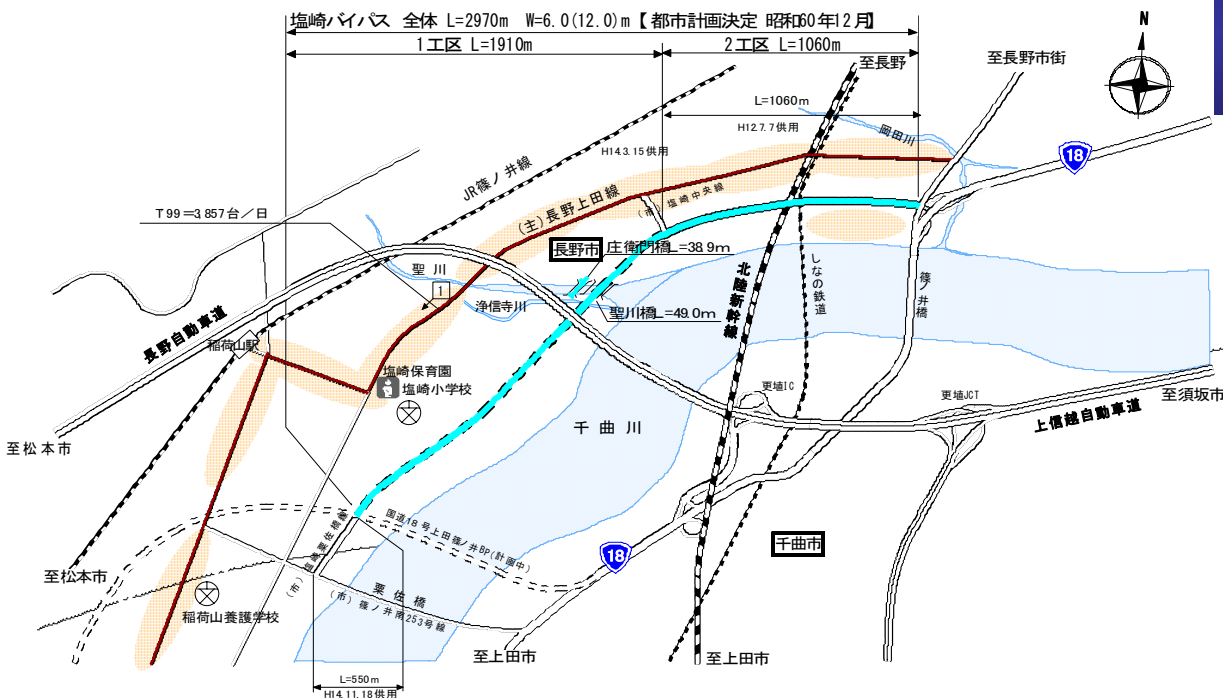 塩崎バイパス 全体 L=2970m W=6.0(12.0)m【都市計画決定 昭和60年12月】
1工区 L=1910m
2工区 L=1060m
N
至長野
至長野市街
L=1060m
H12.7.7供用
岡田川
18
H14.3.15供用
JR篠ノ井線
(主)長野上田線
(市)塩崎中央線
T99=3,857台/日
長野市
庄衛門橋L=38.9m
聖川
1
浄信寺川
聖川橋L=49.0m
北陸新幹線
しなの鉄道
篠ノ井橋
長野自動車道
稲荷山駅
塩崎保育園
塩崎小学校
文
更埴IC
更埴JCT
至須坂市
上信越自動車道
千曲川
至松本市
国道18号上田篠ノ井BP(計画中)
18
千曲市
至松本市
粟佐橋
(市)篠ノ井南253号線
文
稲荷山養護学校
至上田市
至上田市
L=550m
H14.11.18供用